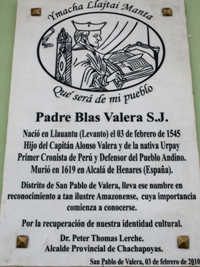 Ymacha Llajtai Manta
Qué será de mi pueblo
Padre Blas Valera S.J.
Nació en Llauantu (Levanto) el 03 de febrero de 1545
Hijo del Capitán Alonso Valera y de la nativa Urpay
Primer Cronista de Perú y Defensor del Pueblo Andino.
Murió en 1619 en Alcalá de Henares (España).
Distrito de San Pablo de Valera, lleva ese nombre en
reconocimiento a tan ilustre Amazonense, cuya importancia
comienza a conocerse.
Por la recuperación de nuestra identidad cultural.
Dr. Peter Thomas Lerche.
Alcalde Provincial de Chachapoyas.
San Pablo de Valera, 03 de febrero de 2010